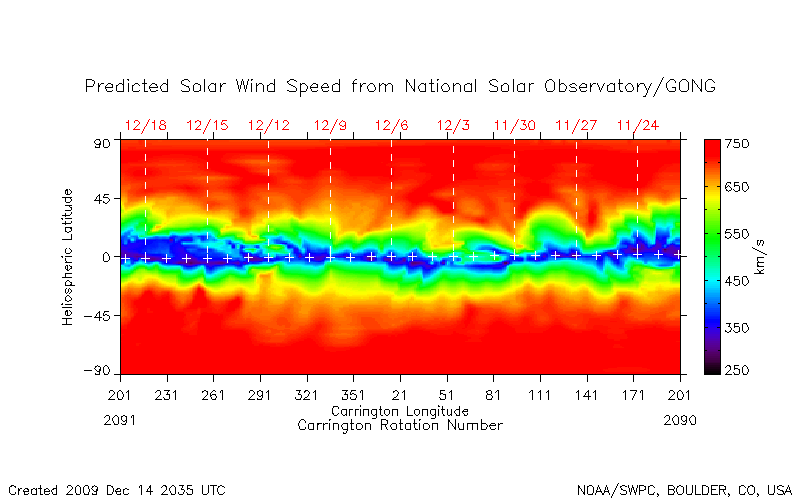 Predicted Solar Wind Speed from National Solar Observatory/GONG
12/18 12/15 12/12 12/9 12/6 12/3 11/30 11/27 11/24
90 45 0 -45 -90
Heliospheric Latitude
750 650 550 450 350 250
km/s
201 231 261 291 321 351 21 51 81 111 141 171 201
Carrington Longitude
2091 2090
Carrington Rotation Number
Created 2009 Dec 14 2035 UTC
NOAA/SWPC, BOULDER, CO, USA